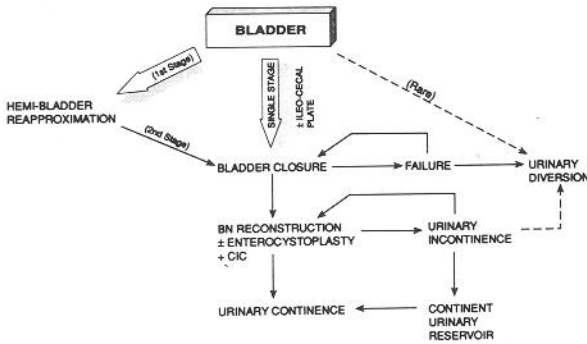 BLADDER
(1st Stage)
SINGLE STAGE
± ILEO-CECAL
PLATE
(Rare)
HEMI-BLADDER
REAPPROXIMATION
(2nd Stage)
BLADDER CLOSURE
FAILURE
URINARY
DIVERSION
BN RECONSTRUCTION
± ENTEROCYSTOPLASTY
+ CIC
URINARY
INCONTINENCE
URINARY CONTINENCE
CONTINENT
URINARY
RESERVOIR